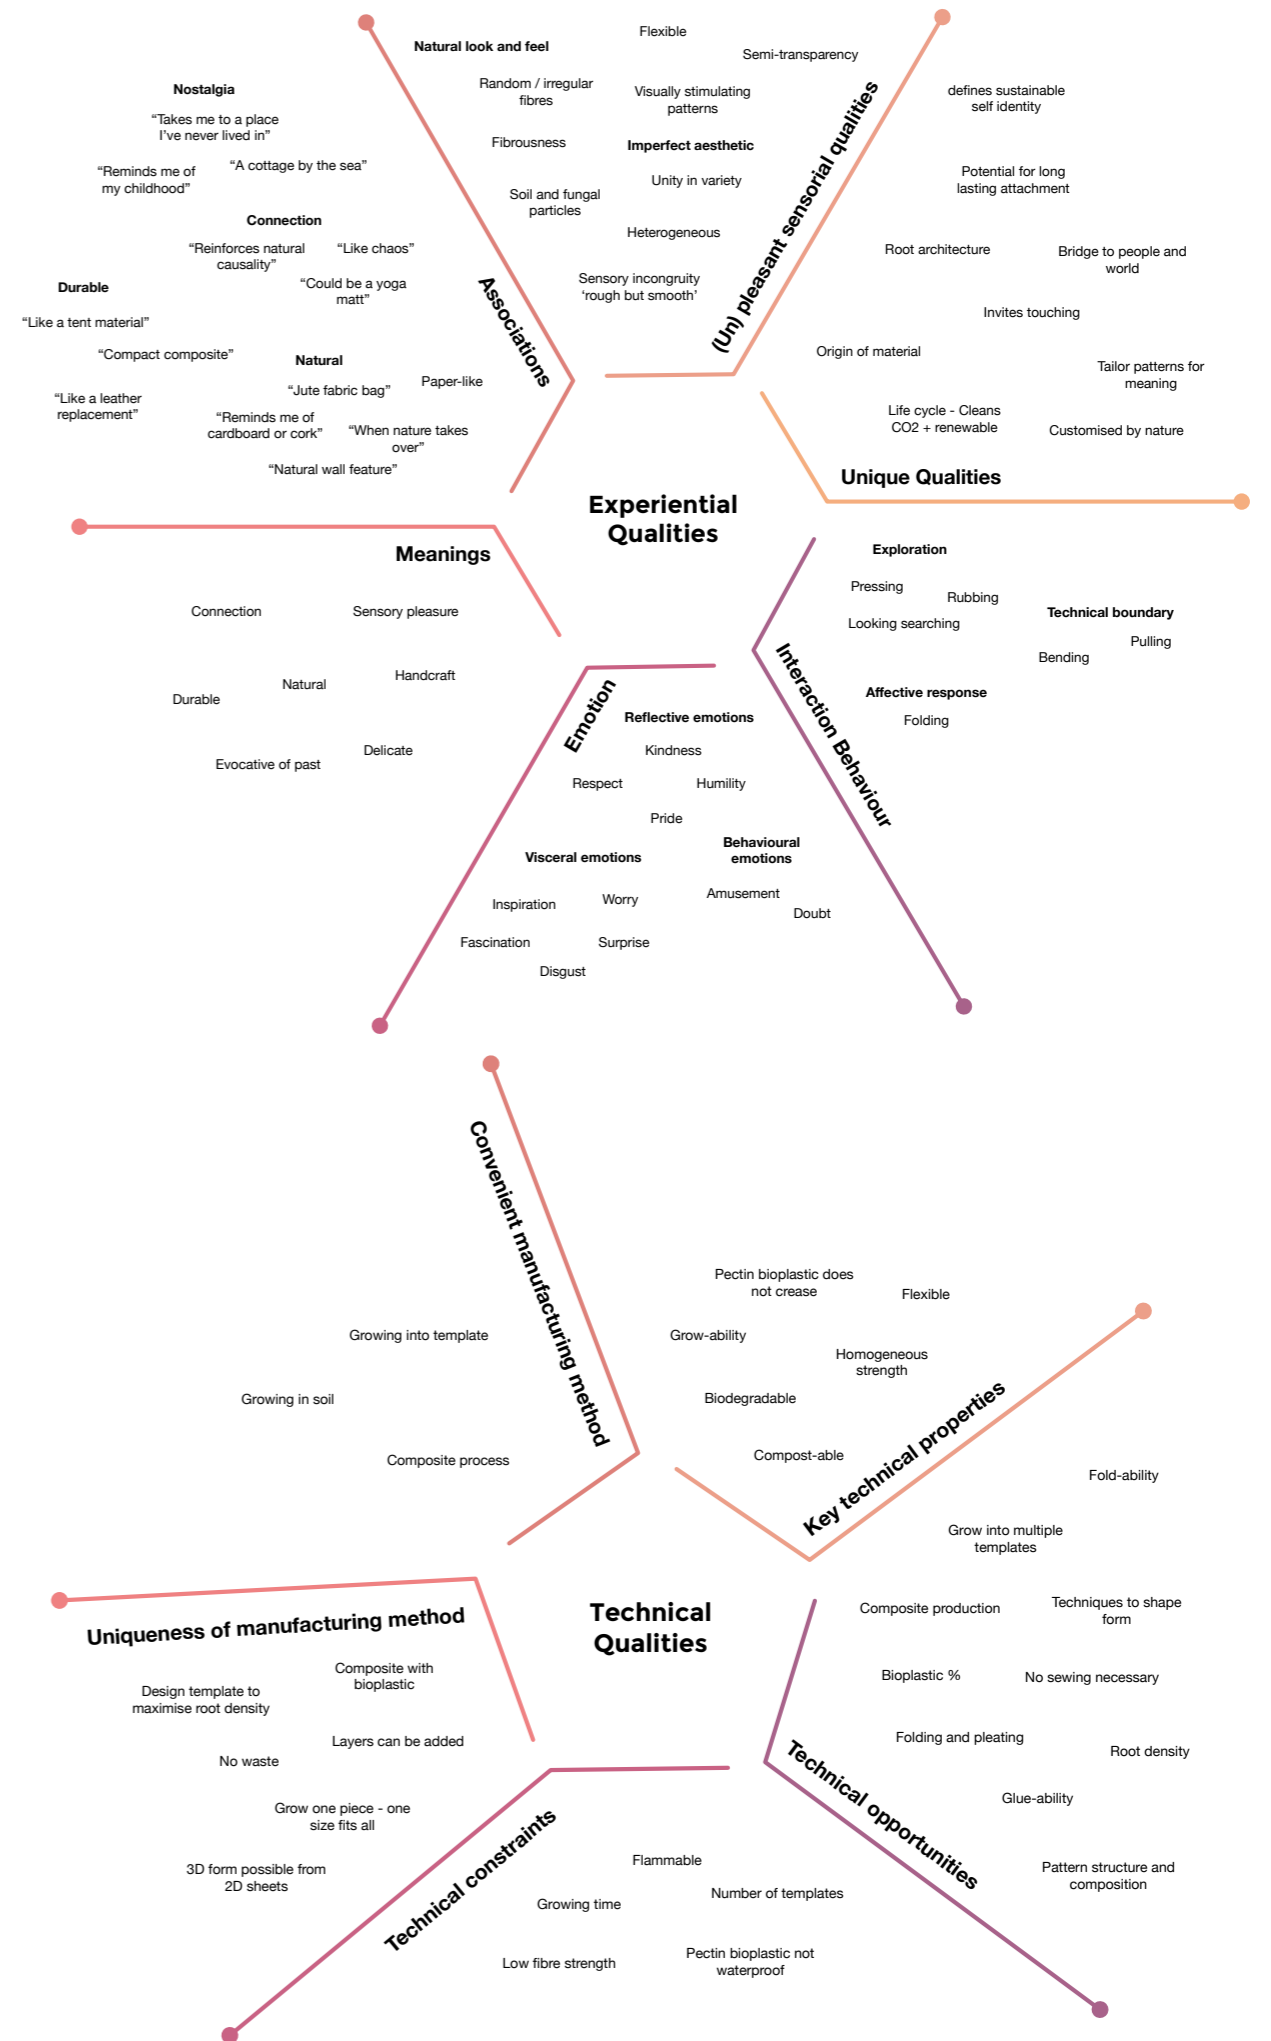 Natural look and feel
Flexible
Semi-transparency
Random / irregular
fibres
Visually stimulating
patterns
Fibrousness
Imperfect aesthetic
Unity in variety
Soil and fungal
particles
Heterogeneous
Sensory incongruity
‘rough but smooth’
(Un) pleasant sensorial qualities
Nostalgia
“Takes me to a place
I’ve never lived in”
“Reminds me of
my childhood”
“A cottage by the sea”
Connection
“Reinforces natural
causality”
“Like chaos”
“Could be a yoga
matt”
Durable
“Like a tent material”
“Compact composite”
“Like a leather
replacement”
Natural
“Jute fabric bag”
Paper-like
“Reminds me of
cardboard or cork”
“When nature takes
over”
“Natural wall feature”
Associations
defines sustainable
self identity
Potential for long
lasting attachment
Root architecture
Bridge to people and
world
Invites touching
Origin of material
Tailor patterns for
meaning
Life cycle - Cleans
CO2 + renewable
Customised by nature
Unique Qualities
Experiential
Qualities
Meanings
Connection
Sensory pleasure
Natural
Handcraft
Durable
Delicate
Evocative of past
Emotion
Reflective emotions
Kindness
Respect
Humility
Pride
Visceral emotions
Behavioural
emotions
Inspiration
Worry
Amusement
Doubt
Fascination
Surprise
Disgust
Interaction Behaviour
Exploration
Pressing
Rubbing
Looking searching
Technical boundary
Pulling
Bending
Affective response
Folding
Convenient manufacturing method
Growing into template
Growing in soil
Composite process
Pectin bioplastic does
not crease
Flexible
Grow-ability
Homogeneous
strength
Biodegradable
Compost-able
Key technical properties
Fold-ability
Grow into multiple
templates
Composite production
Techniques to shape
form
Bioplastic %
No sewing necessary
Folding and pleating
Root density
Glue-ability
Pattern structure and
composition
Technical opportunities
Technical
Qualities
Uniqueness of manufacturing method
Composite with
bioplastic
Design template to
maximise root density
Layers can be added
No waste
Grow one piece - one
size fits all
3D form possible from
2D sheets
Technical constraints
Flammable
Number of templates
Growing time
Low fibre strength
Pectin bioplastic not
waterproof